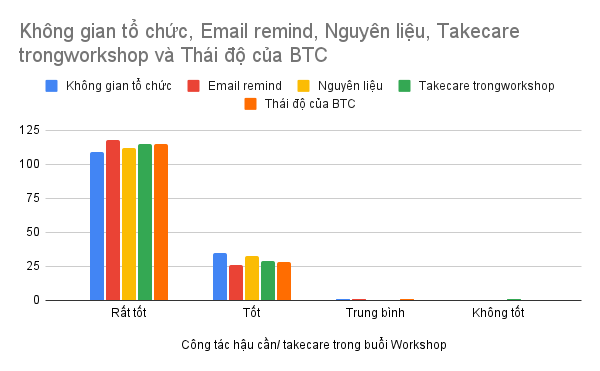 Không gian tổ chức, Email remind, Nguyên liệu, Takecare
trongworkshop và Thái độ của BTC
Không gian tổ chức Email remind Nguyên liệu Takecare trongworkshop
Thái độ của BTC
125
100
75
50
25
0
Rất tốt Tốt Trung bình Không tốt
Công tác hậu cần/ takecare trong buổi Workshop